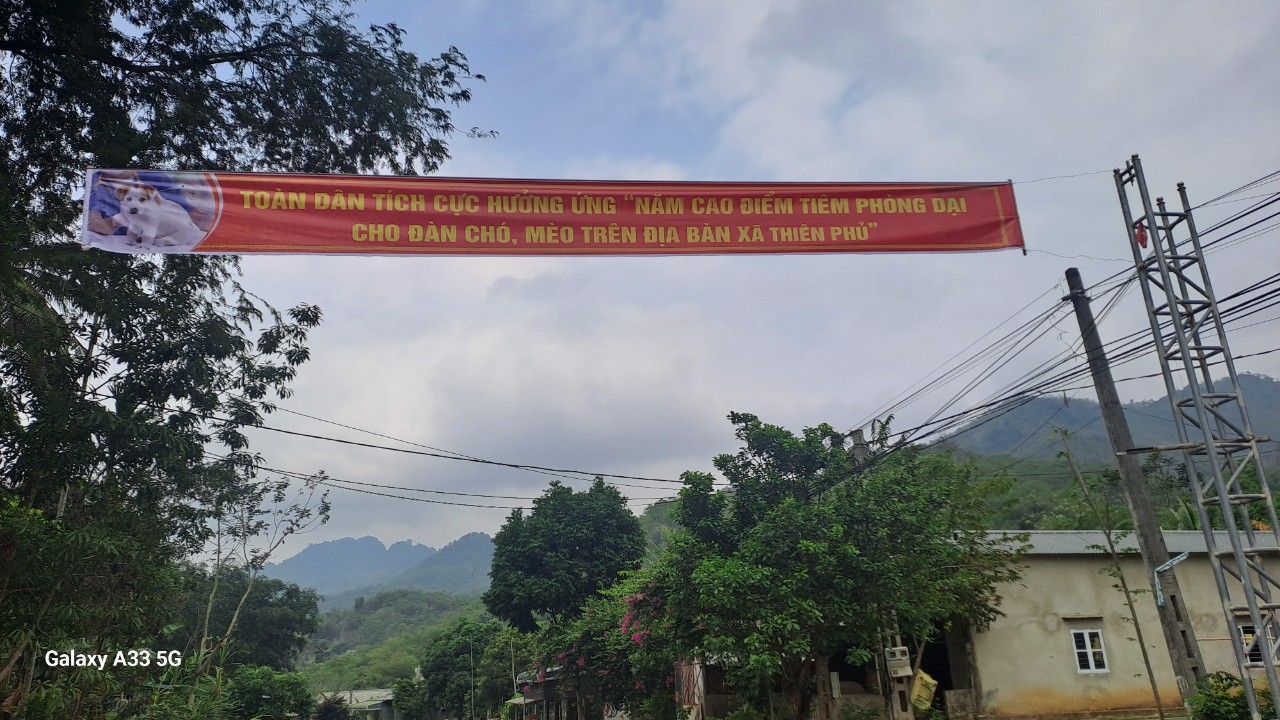 TOÀN DÂN TÍCH CỰC HƯỞNG ỨNG "NĂM CAO ĐIỂM TIÊM PHÒNG DẠI
CHO ĐÀN CHÓ, MÈO TRÊN ĐỊA BÀN XÃ THIÊN PHỦ"
Galaxy A33 5G